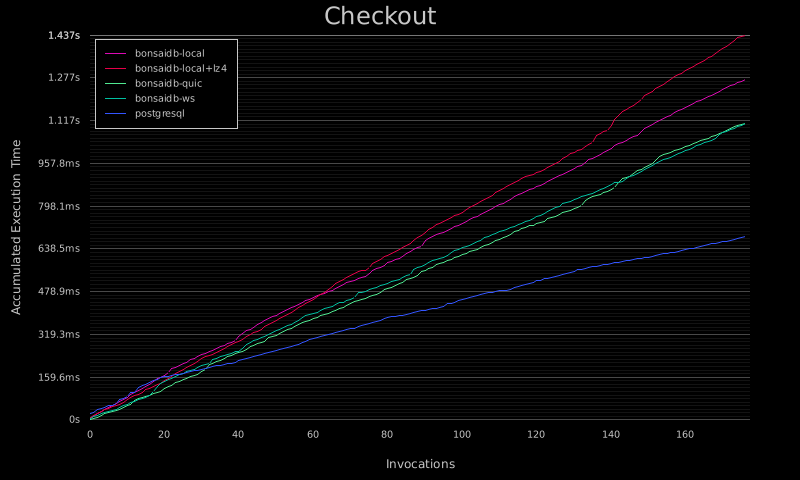 Checkout
1.437s
1.277s
1.117s
957.8ms
798.1ms
638.5ms
478.9ms
319.3ms
159.6ms
0s
Accumulated Execution Time
bonsaidb-local
bonsaidb-local+lz4
bonsaidb-quic
bonsaidb-ws
postgresql
0 20 40 60 80 100 120 140 160
Invocations